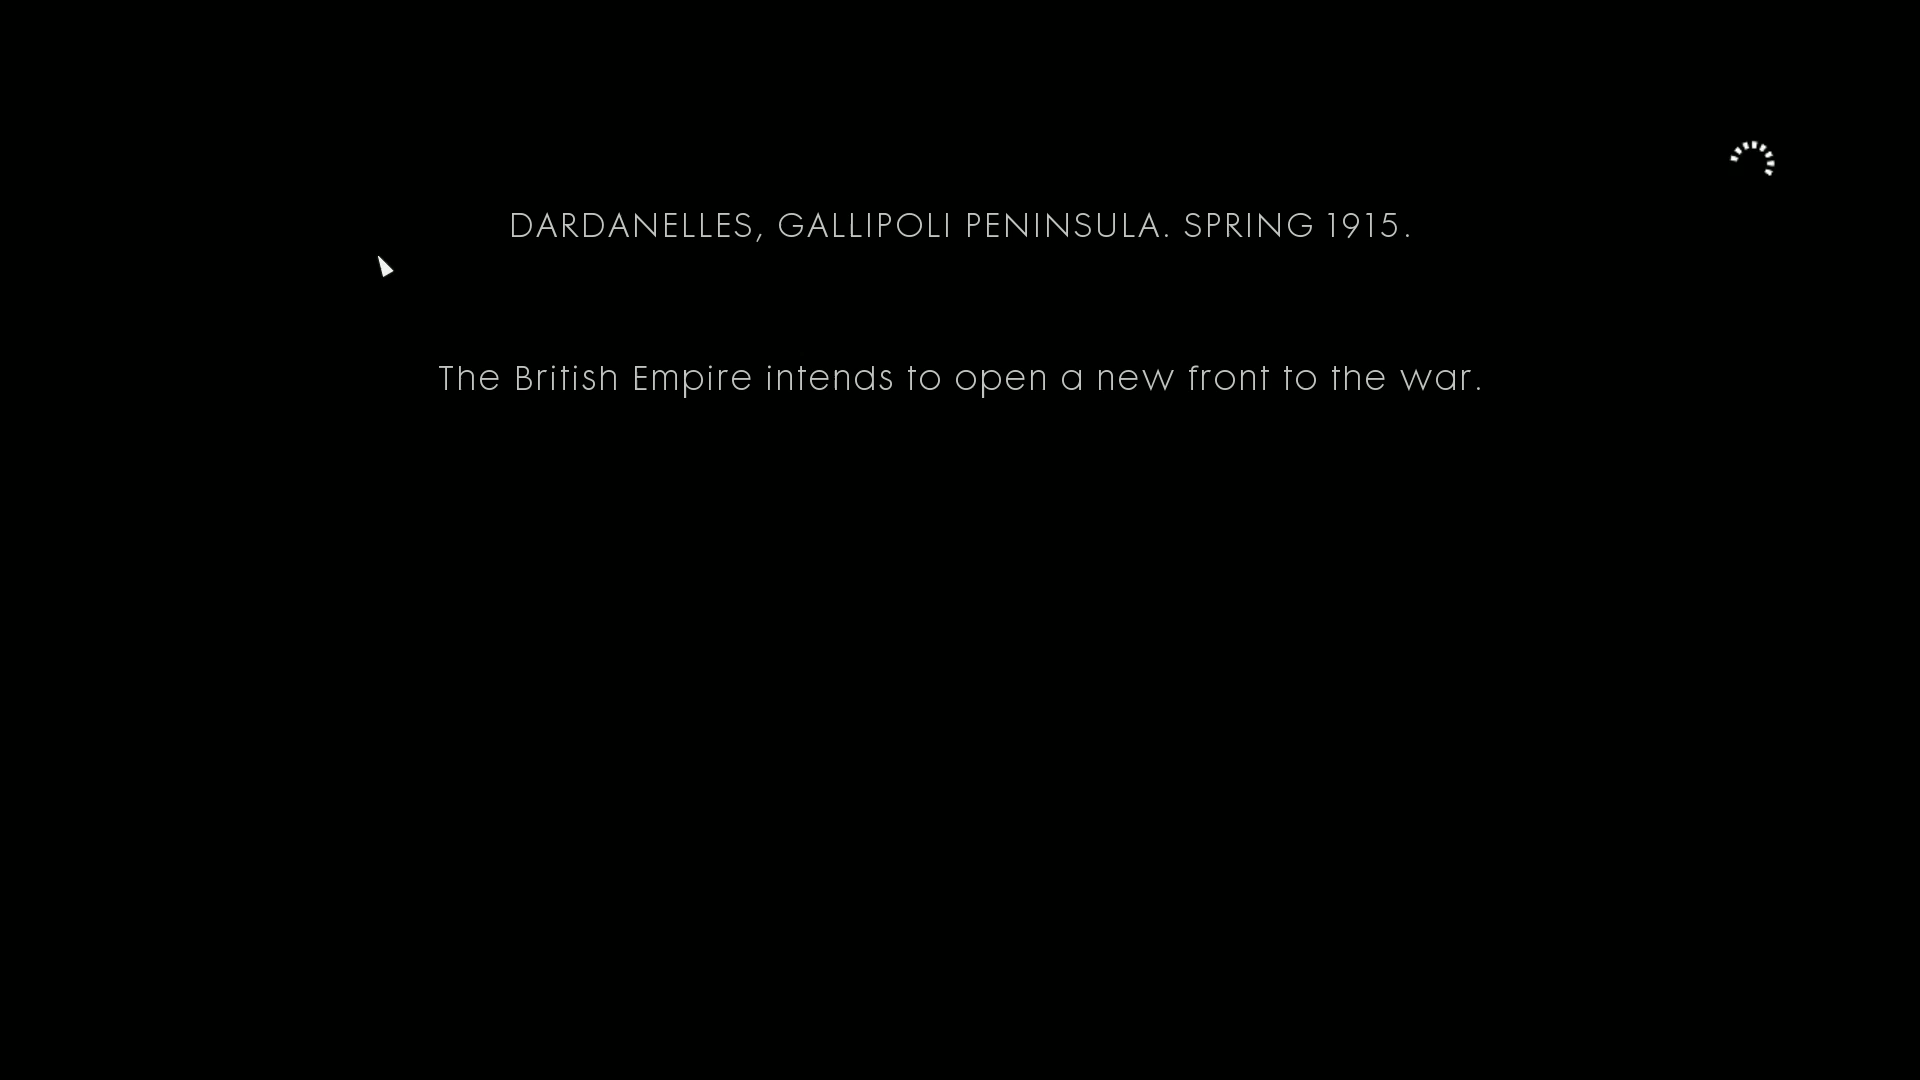 DARDANELLES, GALLIPOLI PENINSULA. SPRING 1915.
The British Empire intends to open a new front to the war.